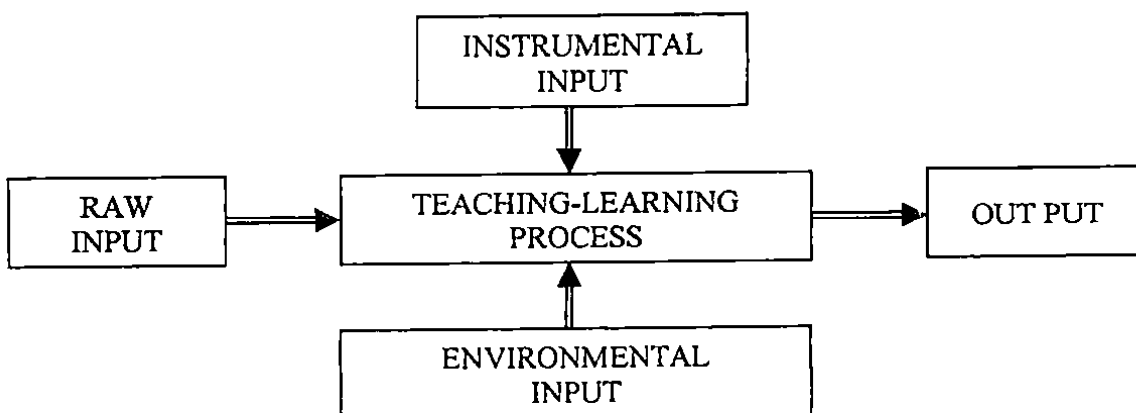 INSTRUMENTAL
INPUT
RAW
INPUT
TEACHING-LEARNING
PROCESS
OUT PUT
ENVIRONMENTAL
INPUT